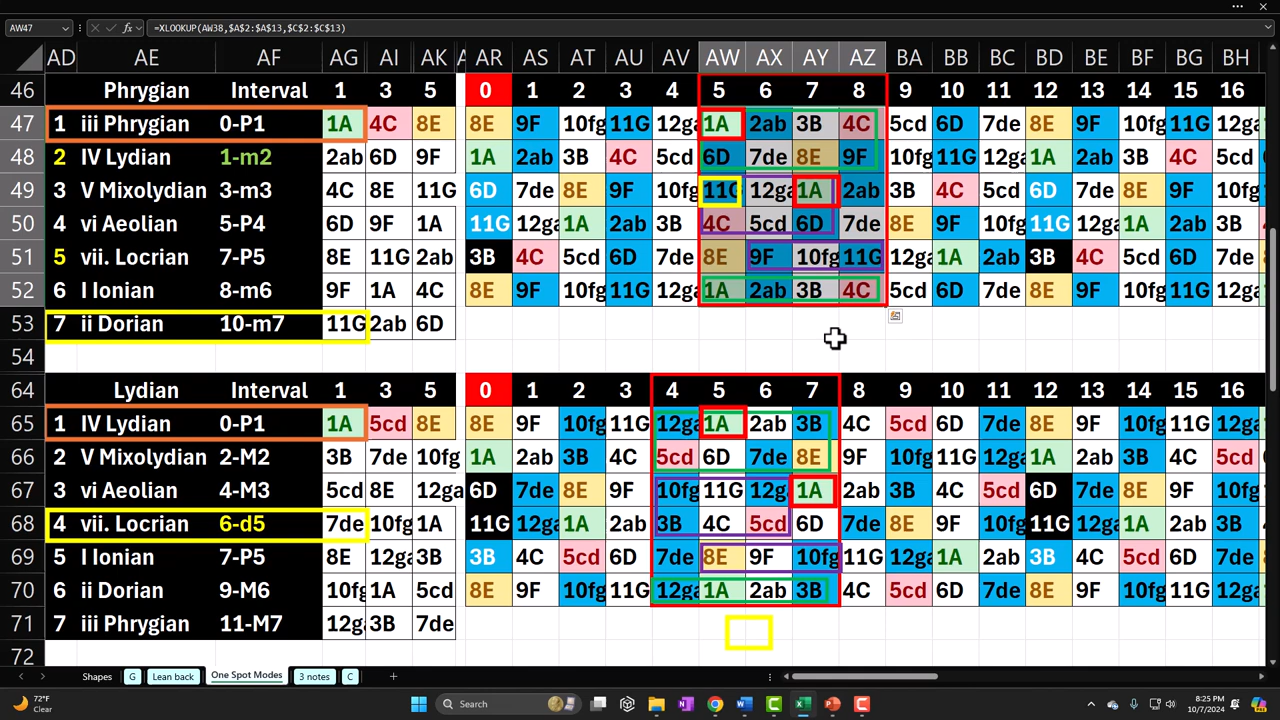 AW47 fx =XLOOKUP(AW38,$A$2:$A$13,$C$2:$C$13)
AD AE AF AG AI AK A AR AS AT AU AV AW AX AY AZ BA BB BC BD BE BF BG BH
46 Phrygian Interval 1 3 5 0 1 2 3 4 5 6 7 8 9 10 11 12 13 14 15 16
47 1 iii Phrygian 0-P1 1A 4C 8E 8E 9F 10fg 11G 12ga 1A 2ab 3B 4C 5cd 6D 7de 8E 9F 10fg 11G 12ga
48 2 IV Lydian 1-m2 2ab 6D 9F 1A 2ab 3B 4C 5cd 6D 7de 8E 9F 10fg 11G 12ga 1A 2ab 3B 4C 5cd
49 3 V Mixolydian 3-m3 4C 8E 11G 6D 7de 8E 9F 10fg 11G 12ga 1A 2ab 3B 4C 5cd 6D 7de 8E 9F 10fg
50 4 vi Aeolian 5-P4 6D 9F 1A 11G 12ga 1A 2ab 3B 4C 5cd 6D 7de 8E 9F 10fg 11G 12ga 1A 2ab 3B
51 5 vii. Locrian 7-P5 8E 11G 2ab 3B 4C 5cd 6D 7de 8E 9F 10fg 11G 12ga 1A 2ab 3B 4C 5cd 6D 7de
52 6 I Ionian 8-m6 9F 1A 4C 8E 9F 10fg 11G 12ga 1A 2ab 3B 4C 5cd 6D 7de 8E 9F 10fg 11G 12ga
53 7 ii Dorian 10-m7 11G 2ab 6D
54
64 Lydian Interval 1 3 5 0 1 2 3 4 5 6 7 8 9 10 11 12 13 14 15 16
65 1 IV Lydian 0-P1 1A 5cd 8E 8E 9F 10fg 11G 12ga 1A 2ab 3B 4C 5cd 6D 7de 8E 9F 10fg 11G 12ga
66 2 V Mixolydian 2-M2 3B 7de 10fg 1A 2ab 3B 4C 5cd 6D 7de 8E 9F 10fg 11G 12ga 1A 2ab 3B 4C 5cd
67 3 vi Aeolian 4-M3 5cd 8E 12ga 6D 7de 8E 9F 10fg 11G 12g 1A 2ab 3B 4C 5cd 6D 7de 8E 9F 10fg
68 4 vii. Locrian 6-d5 7de 10fg 1A 11G 12ga 1A 2ab 3B 4C 5cd 6D 7de 8E 9F 10fg 11G 12ga 1A 2ab 3B
69 5 I Ionian 7-P5 8E 12ga 3B 3B 4C 5cd 6D 7de 8E 9F 10fg 11G 12ga 1A 2ab 3B 4C 5cd 6D 7de
70 6 ii Dorian 9-M6 10fg 1A 5cd 8E 9F 10fg 11G 12ga 1A 2ab 3B 4C 5cd 6D 7de 8E 9F 10fg 11G 12ga
71 7 iii Phrygian 11-M7 12ga 3B 7de
72
Shapes G Lean back One Spot Modes 3 notes C
72°F
Clear
Search
8:25 PM
10/7/2024